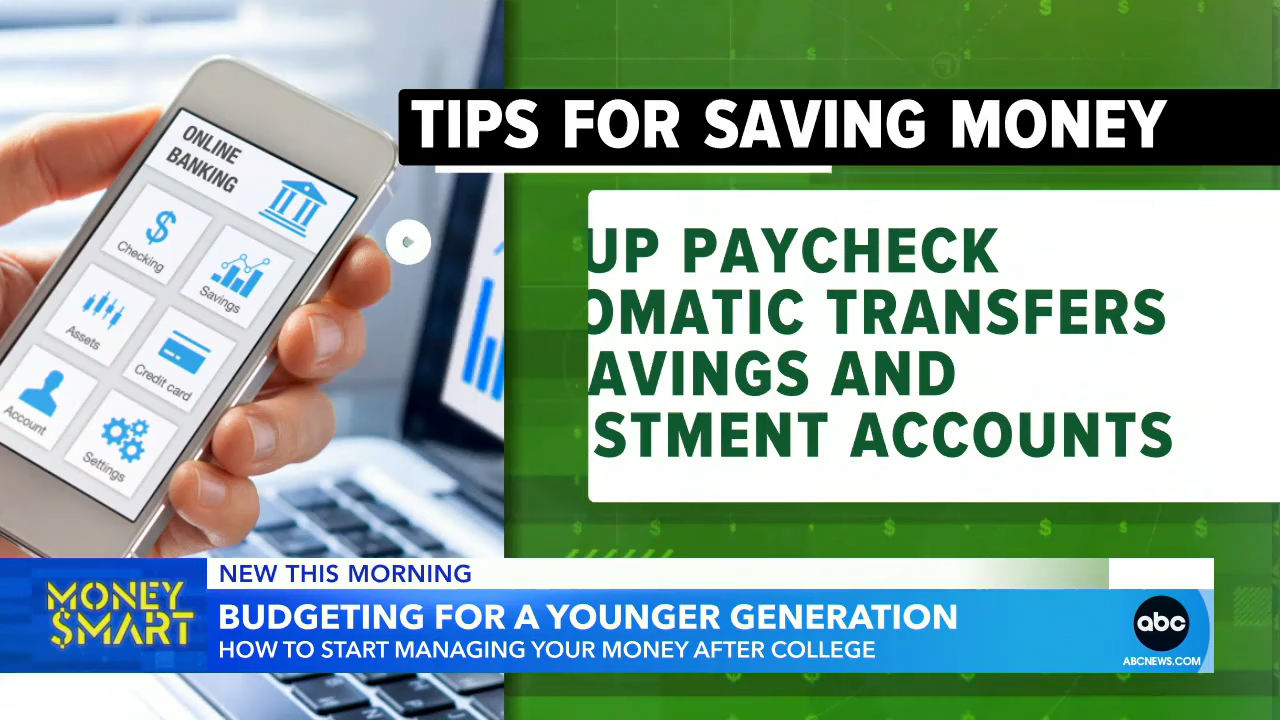 TIPS FOR SAVING MONEY
UP PAYCHECK
OMATIC TRANSFERS
AVINGS AND
STMENT ACCOUNTS
ONLINE
BANKING
Checking
Savings
Assets
Credit card
Account
Settings
NEW THIS MORNING
MONEY
$MART
BUDGETING FOR A YOUNGER GENERATION
HOW TO START MANAGING YOUR MONEY AFTER COLLEGE
abc
ABCNEWS.COM